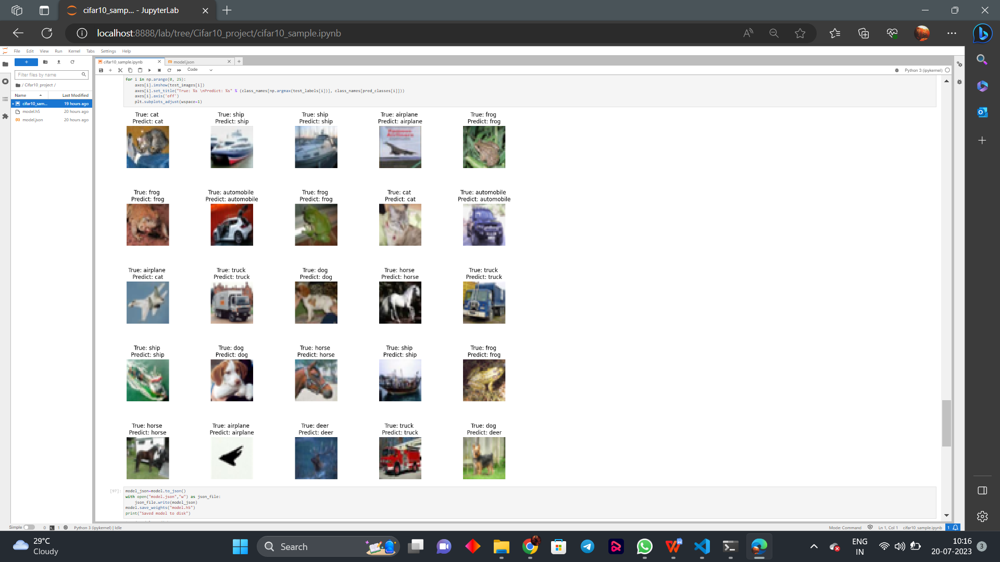 cifar10_samp... - JupyterLab
localhost:8888/lab/tree/Cifar10_project/cifar10_sample.ipynb
File Edit View Run Kernel Tabs Settings Help
cifar10_sample.ipynb
model.json
Code
Python 3 (ipykernel)
Filter files by name
/ Cifar10 project /
Name Last Modified
cifar10_sam... 19 hours ago
model.h5 20 hours ago
model.json 20 hours ago
for i in np.arange(0, 25):
axes[i].imshow(test_images[i])
axes[i].set_title("True: %s \nPredict: %s" % (class_names[np.argmax(test_labels[i])], class_names[pred_classes[i]]))
axes[i].axis('off')
plt.subplots_adjust(wspace=1)
True: cat True: ship True: ship True: airplane True: frog
Predict: cat Predict: ship Predict: ship Predict: airplane Predict: frog
True: frog True: automobile True: frog True: cat True: automobile
Predict: frog Predict: automobile Predict: frog Predict: cat Predict: automobile
True: airplane True: truck True: dog True: horse True: truck
Predict: cat Predict: truck Predict: dog Predict: horse Predict: truck
True: ship True: dog True: horse True: ship True: frog
Predict: ship Predict: dog Predict: horse Predict: ship Predict: frog
True: horse True: airplane True: deer True: truck True: dog
Predict: horse Predict: airplane Predict: deer Predict: truck Predict: deer
[97]:
model_json=model.to_json()
with open("model.json","w") as json_file:
json_file.write(model_json)
model.save_weights("model.h5")
print("Saved model to disk")
Simple 0 1 Python 3 (ipykernel) | Idle
Mode: Command Ln 1, Col 1 cifar10_sample.ipynb 1
29°C
Cloudy
Search
ENG
IN
10:16
20-07-2023
3